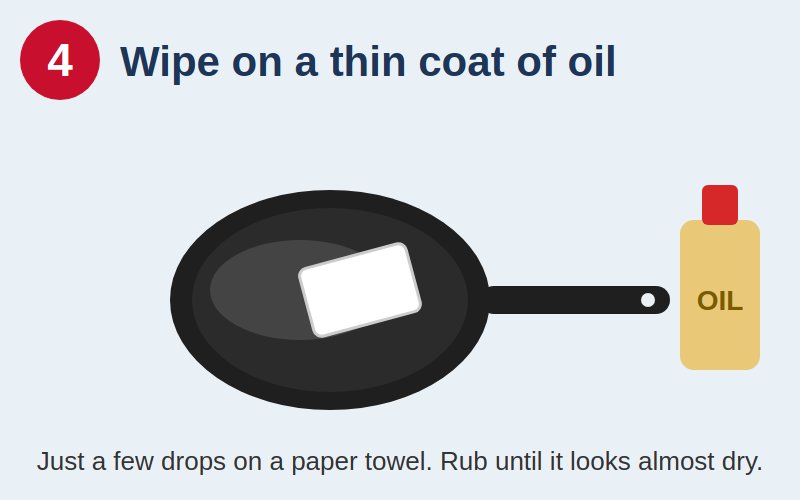 4
Wipe on a thin coat of oil
OIL
Just a few drops on a paper towel. Rub until it looks almost dry.